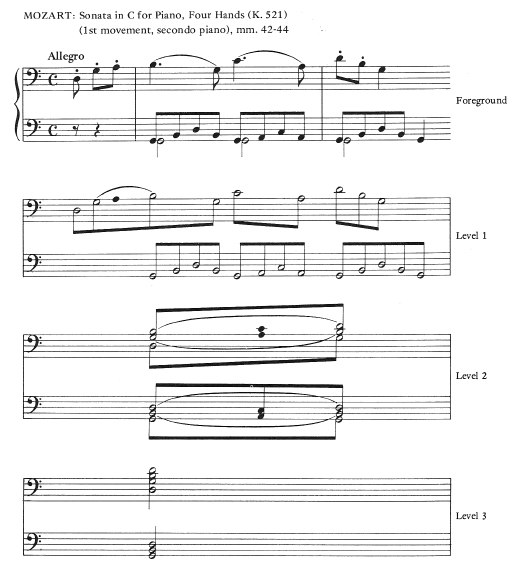 MOZART: Sonata in C for Piano, Four Hands (K. 521)
(1st movement, secondo piano), mm. 42-44
Allegro
Foreground
Level 1
Level 2
Level 3